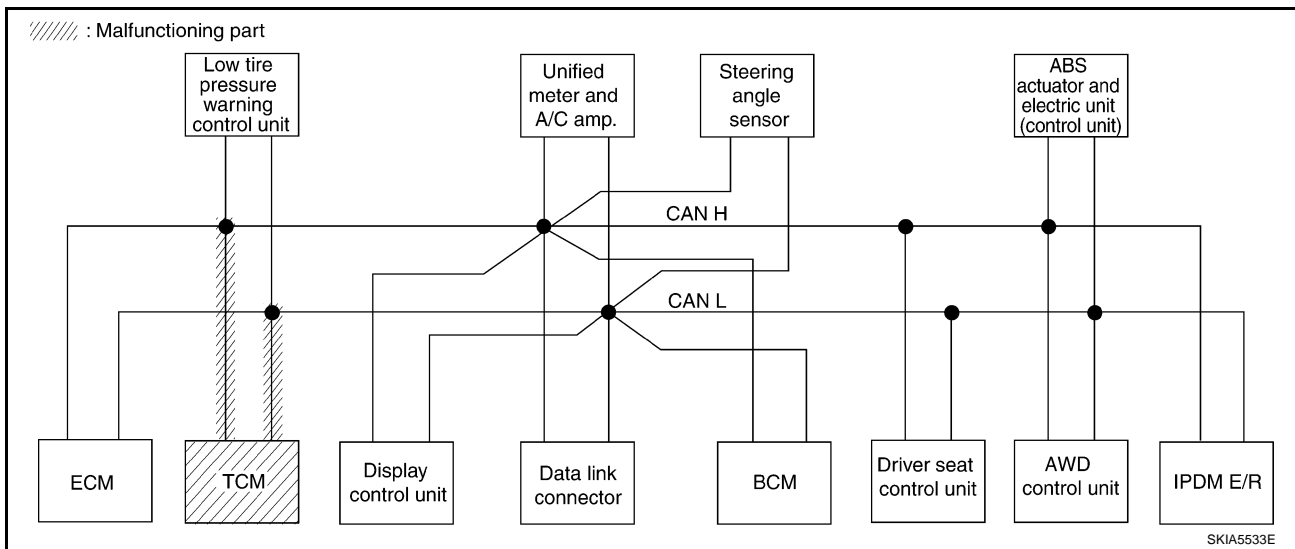 : Malfunctioning part
Low tire
pressure
warning
control unit
Unified
meter and
A/C amp.
Steering
angle
sensor
ABS
actuator and
electric unit
(control unit)
CAN H
CAN L
ECM
TCM
Display
control unit
Data link
connector
BCM
Driver seat
control unit
AWD
control unit
IPDM E/R
SKIA5533E